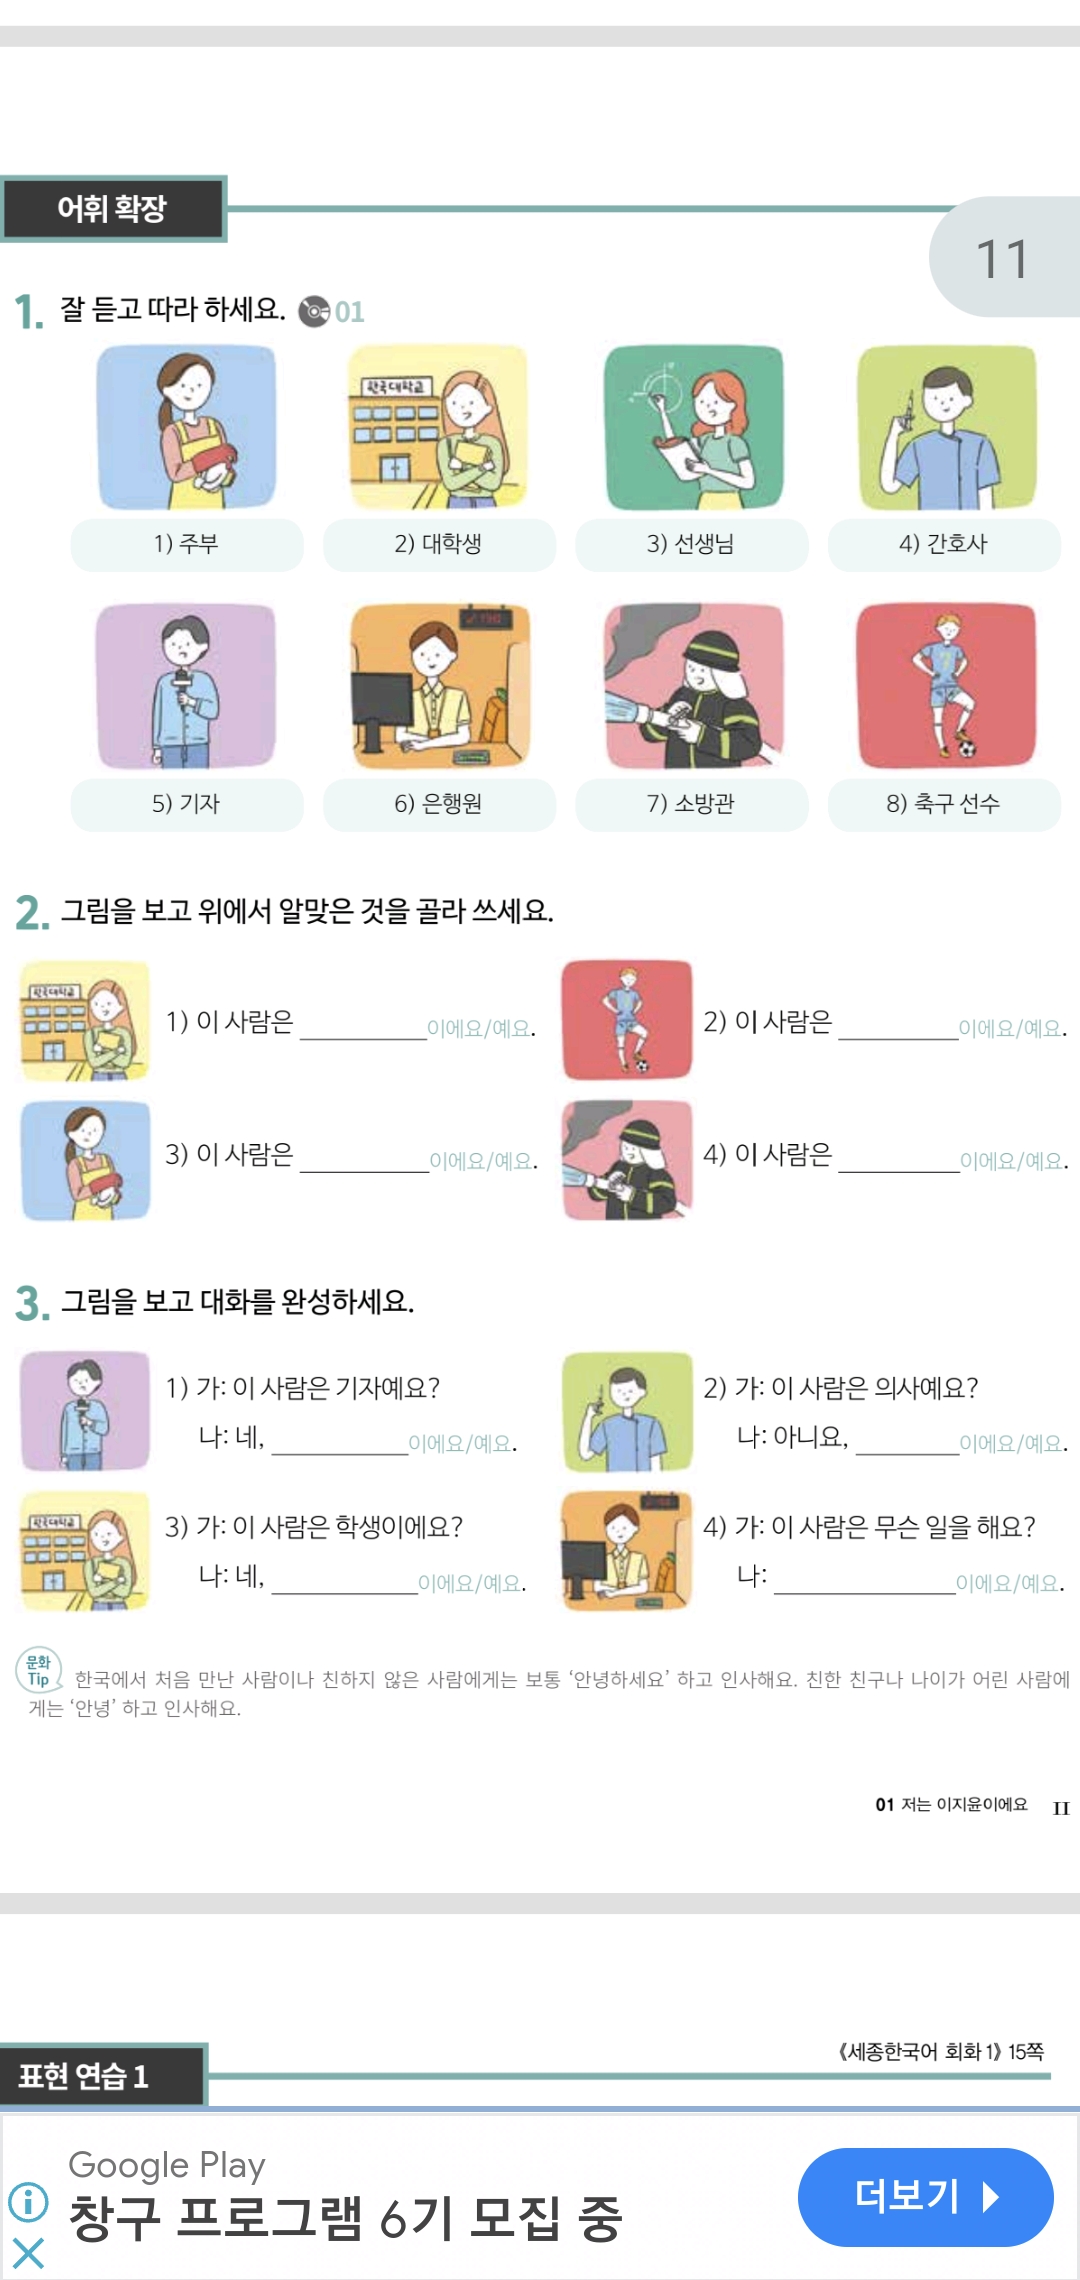 어휘 확장
11
1. 잘 듣고 따라 하세요. 01
한국대학교
1) 주부
2) 대학생
3) 선생님
4) 간호사
5) 기자
6) 은행원
7) 소방관
8) 축구 선수
2. 그림을 보고 위에서 알맞은 것을 골라 쓰세요.
한국대학교
1) 이 사람은 __________이에요/예요.
2) 이 사람은 __________이에요/예요.
3) 이 사람은 __________이에요/예요.
4) 이 사람은 __________이에요/예요.
3. 그림을 보고 대화를 완성하세요.
1) 가: 이 사람은 기자예요?
나: 네, __________이에요/예요.
2) 가: 이 사람은 의사예요?
나: 아니요, __________이에요/예요.
한국대학교
3) 가: 이 사람은 학생이에요?
나: 네, __________이에요/예요.
4) 가: 이 사람은 무슨 일을 해요?
나: __________이에요/예요.
문화
Tip
한국에서 처음 만난 사람이나 친하지 않은 사람에게는 보통 ‘안녕하세요’ 하고 인사해요. 친한 친구나 나이가 어린 사람에
게는 ‘안녕’ 하고 인사해요.
01 저는 이지윤이에요 11
《세종한국어 회화 1》 15쪽
표현 연습 1
Google Play
창구 프로그램 6기 모집 중
더보기